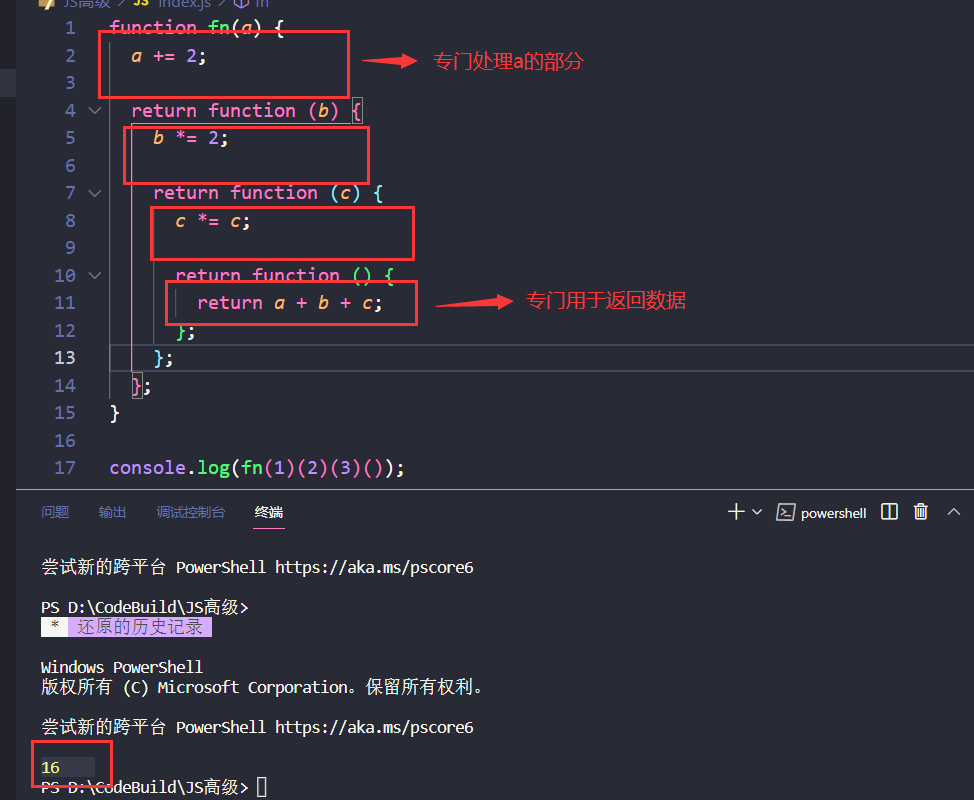 JS高级 > JS index.js > fn
1 function fn(a) {
2 a += 2;
专门处理a的部分
3
4 return function (b) {
5 b *= 2;
6
7 return function (c) {
8 c *= c;
9
10 return function () {
11 return a + b + c;
专门用于返回数据
12 };
13 };
14 };
15 }
16
17 console.log(fn(1)(2)(3)());
问题 输出 调试控制台 终端 powershell
尝试新的跨平台 PowerShell https://aka.ms/pscore6
PS D:\CodeBuild\JS高级>
* 还原的历史记录
Windows PowerShell
版权所有 (C) Microsoft Corporation。保留所有权利。
尝试新的跨平台 PowerShell https://aka.ms/pscore6
16
PS D:\CodeBuild\JS高级>